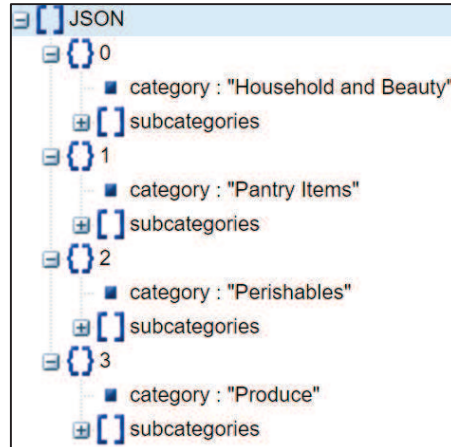 [ ] JSON
{} 0
category : "Household and Beauty"
[ ] subcategories
{} 1
category : "Pantry Items"
[ ] subcategories
{} 2
category : "Perishables"
[ ] subcategories
{} 3
category : "Produce"
[ ] subcategories